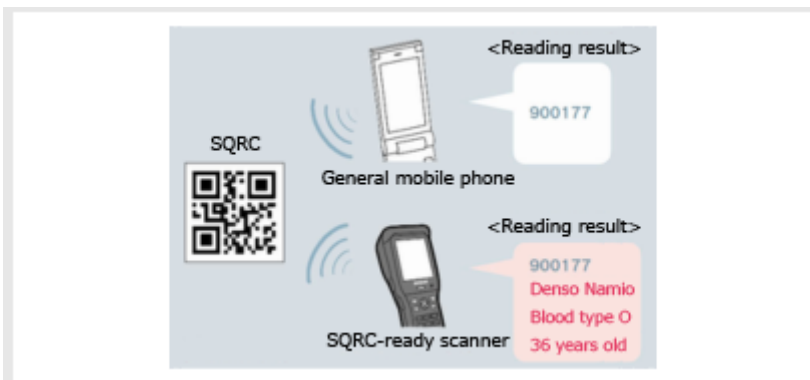 <Reading result>
900177
SQRC
General mobile phone
<Reading result>
900177
Denso Namio
Blood type O
36 years old
SQRC-ready scanner